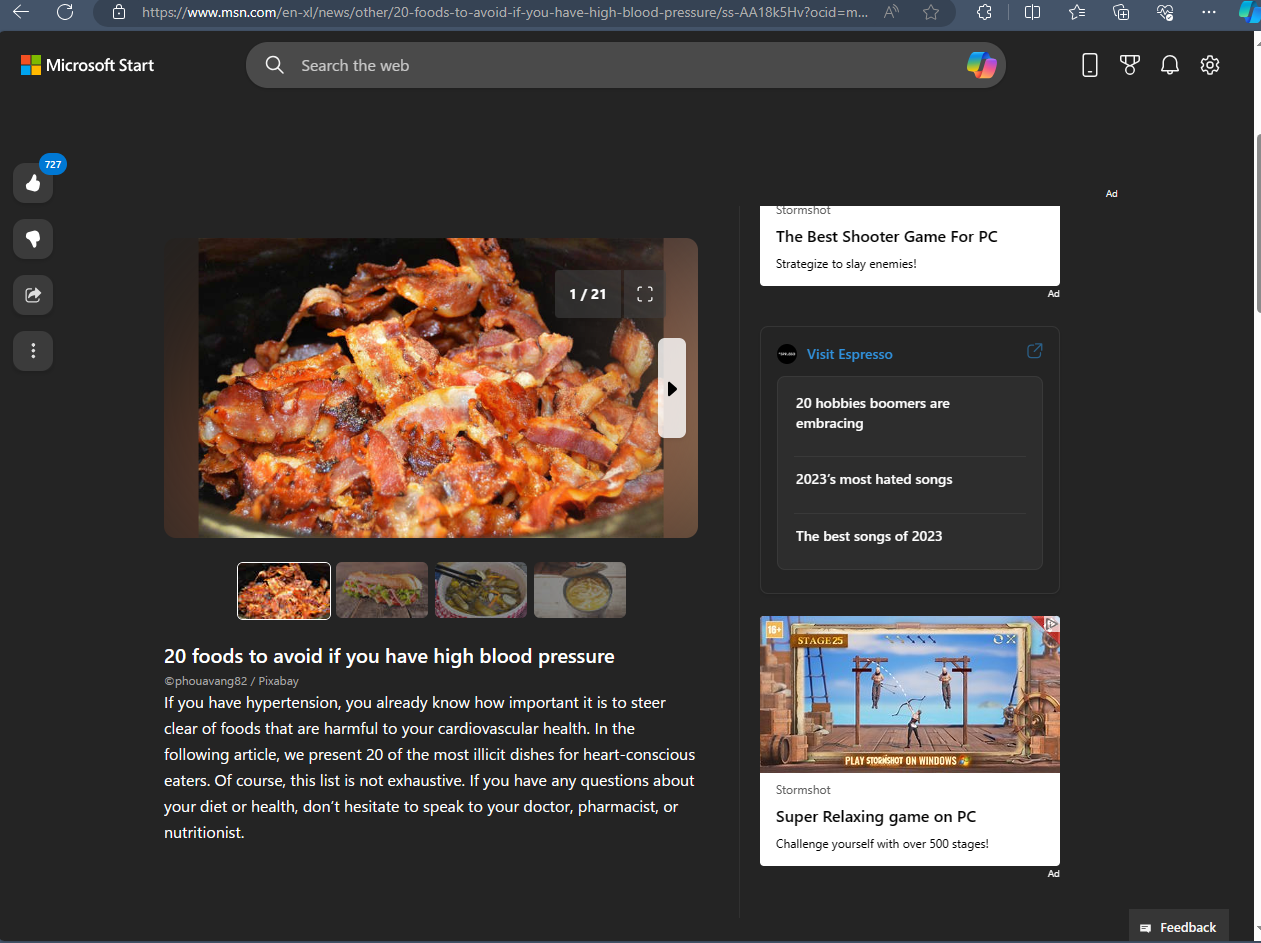 https://www.msn.com/en-xl/news/other/20-foods-to-avoid-if-you-have-high-blood-pressure/ss-AA18k5Hv?ocid=m...
Microsoft Start
Search the web
727
Ad
Stormshot
The Best Shooter Game For PC
Strategize to slay enemies!
Ad
1 / 21
Visit Espresso
20 hobbies boomers are
embracing
2023's most hated songs
The best songs of 2023
20 foods to avoid if you have high blood pressure
©phouavang82 / Pixabay
If you have hypertension, you already know how important it is to steer
clear of foods that are harmful to your cardiovascular health. In the
following article, we present 20 of the most illicit dishes for heart-conscious
eaters. Of course, this list is not exhaustive. If you have any questions about
your diet or health, don't hesitate to speak to your doctor, pharmacist, or
nutritionist.
16+
STAGE 25
PLAY STORMSHOT ON WINDOWS
Stormshot
Super Relaxing game on PC
Challenge yourself with over 500 stages!
Ad
Feedback